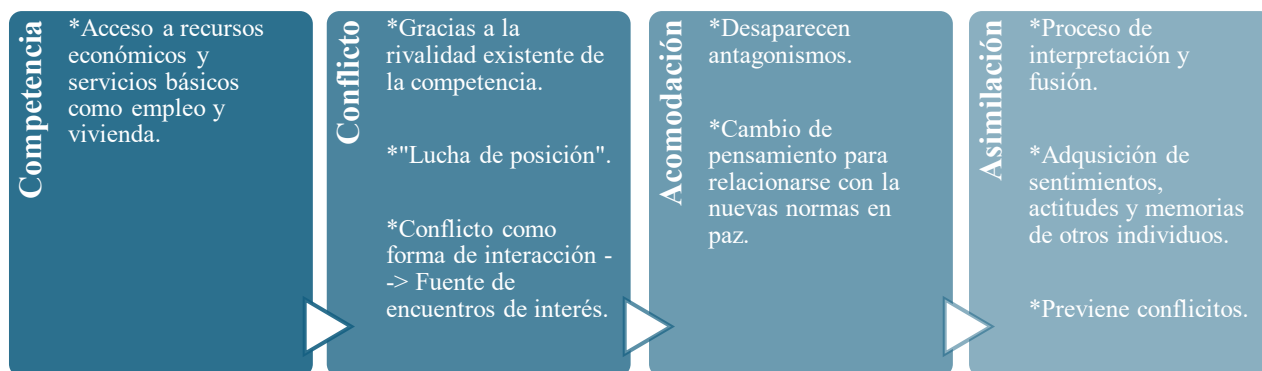 Competencia
*Acceso a recursos
económicos y
servicios básicos
como empleo y
vivienda.
Conflicto
*Gracias a la
rivalidad existente de
la competencia.
*"Lucha de posición".
*Conflicto como
forma de interacción -
-> Fuente de
encuentros de interés.
Acomodación
*Desaparecen
antagonismos.
*Cambio de
pensamiento para
relacionarse con la
nuevas normas en
paz.
Asimilación
*Proceso de
interpretación y
fusión.
*Adqusición de
sentimientos,
actitudes y memorias
de otros individuos.
*Previene conflicitos.